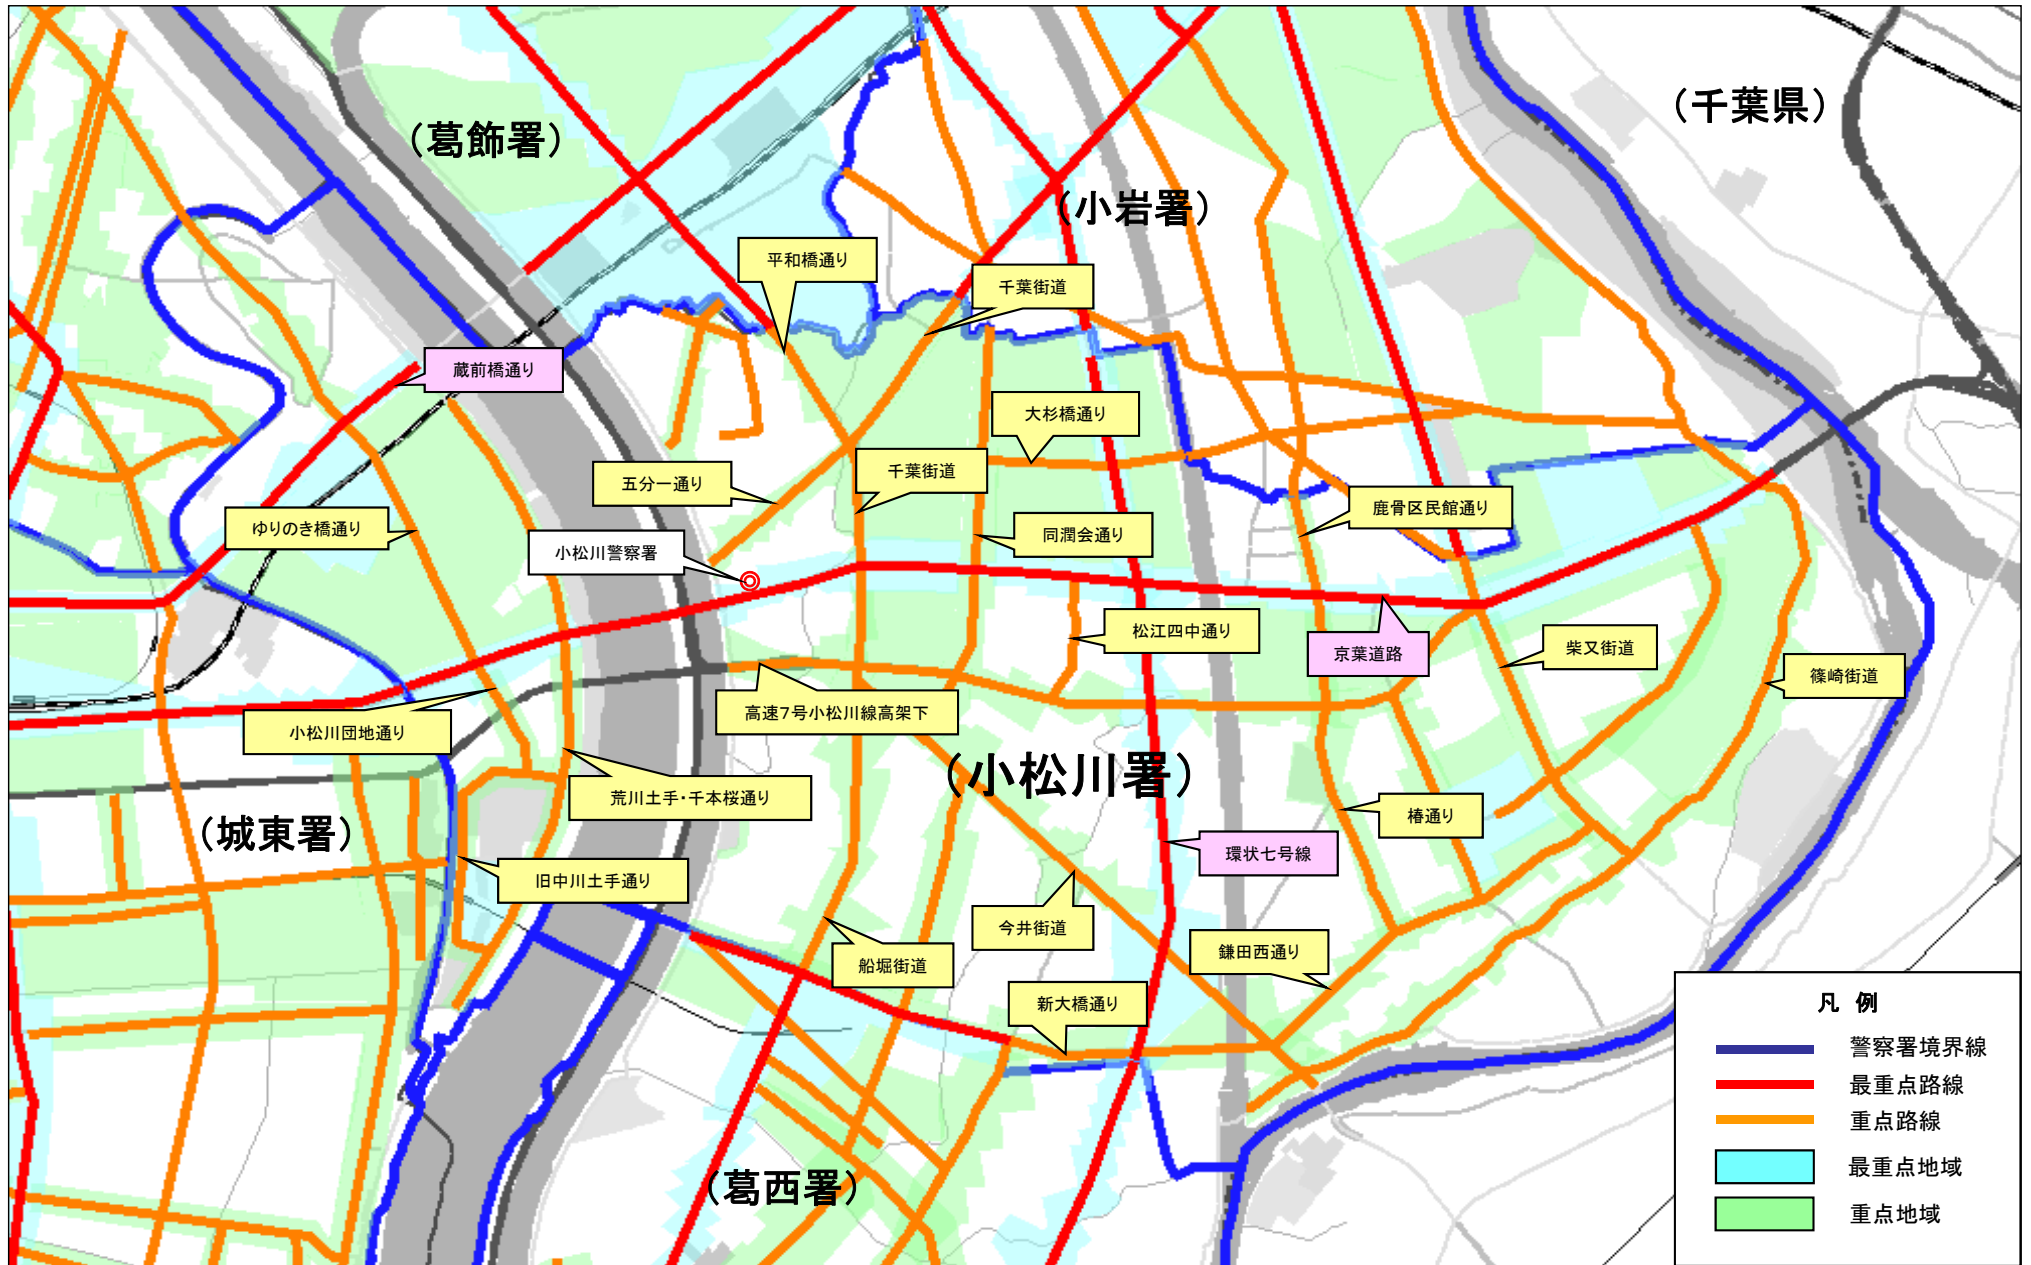 （千葉県）
（葛飾署）
（小岩署）
平和橋通り
千葉街道
蔵前橋通り
大杉橋通り
千葉街道
五分一通り
鹿骨区民館通り
ゆりのき橋通り
同潤会通り
小松川警察署
松江四中通り
京葉道路
柴又街道
篠崎街道
高速7号小松川線高架下
小松川団地通り
（小松川署）
荒川土手・千本桜通り
椿通り
（城東署）
環状七号線
旧中川土手通り
今井街道
鎌田西通り
船堀街道
新大橋通り
（葛西署）
凡 例
警察署境界線
最重点路線
重点路線
最重点地域
重点地域